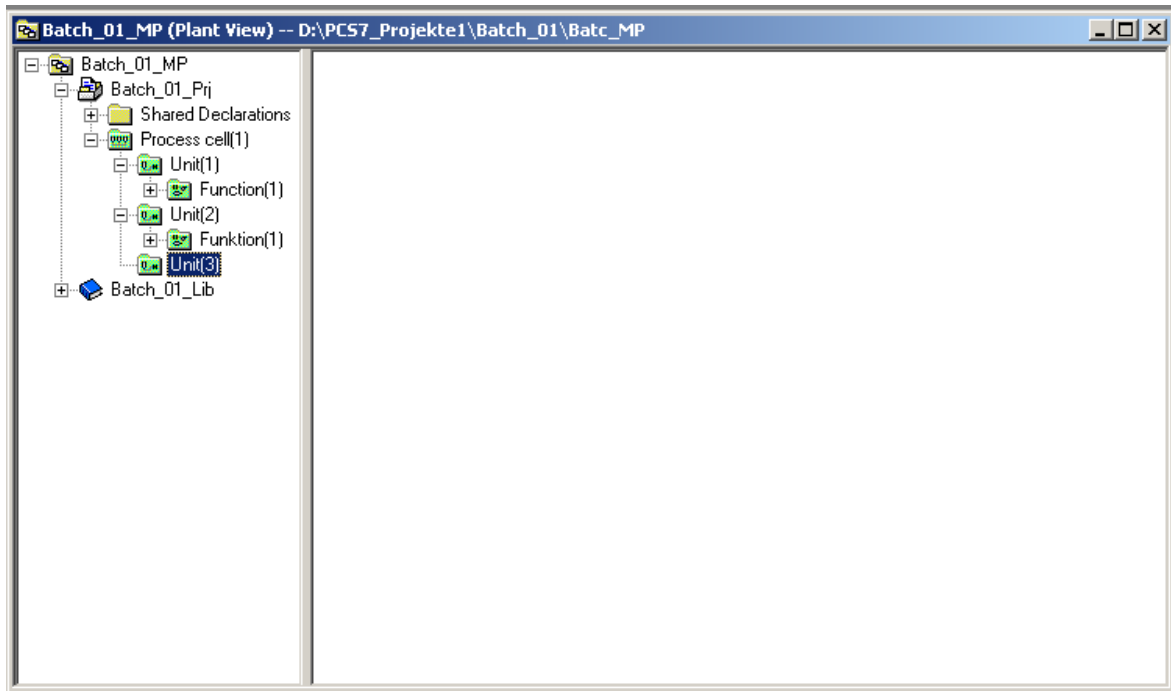 Batch_01_MP (Plant View) -- D:\PCS7_Projekte1\Batch_01\Batc_MP
Batch_01_MP
Batch_01_Prj
Shared Declarations
Process cell(1)
Unit(1)
Function(1)
Unit(2)
Funktion(1)
Unit(3)
Batch_01_Lib